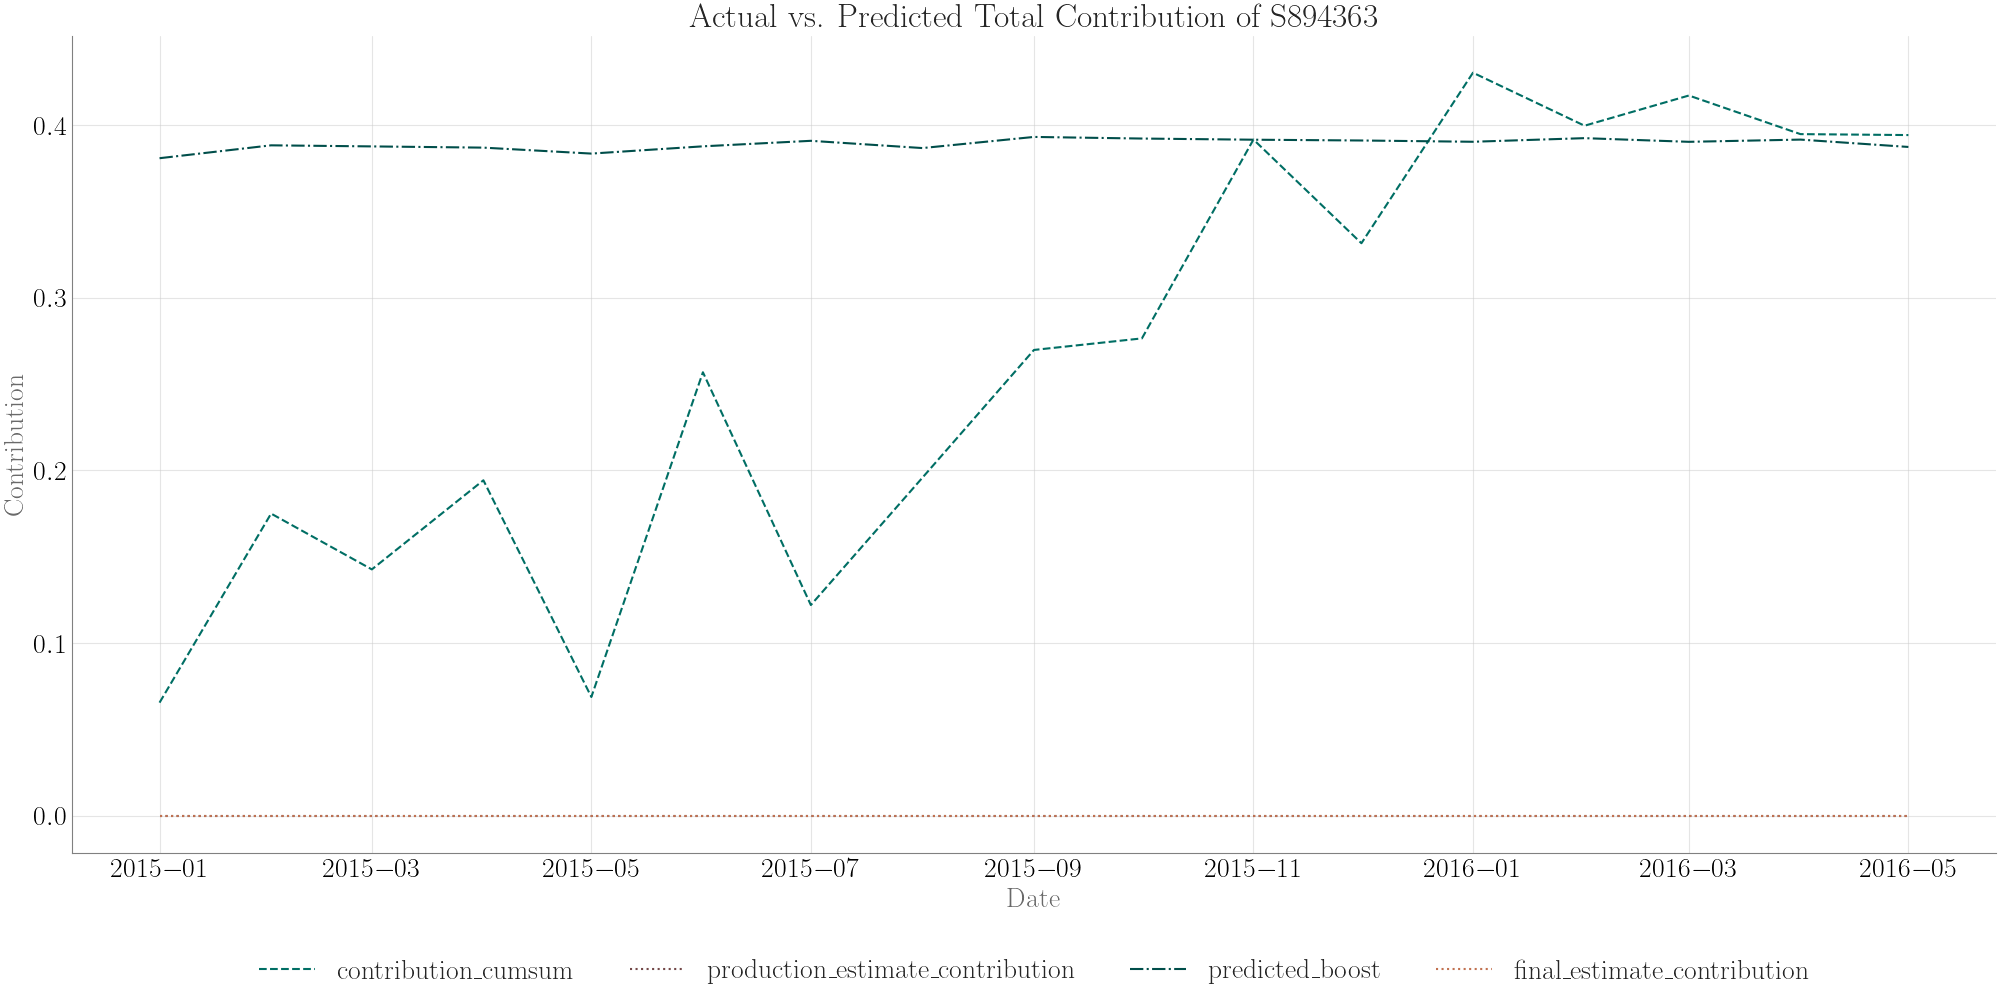 Actual vs. Predicted Total Contribution of S894363
Contribution
0.4
0.3
0.2
0.1
0.0
2015–01 2015–03 2015–05 2015–07 2015–09 2015–11 2016–01 2016–03 2016–05
Date
contribution_cumsum production_estimate_contribution predicted_boost final_estimate_contribution